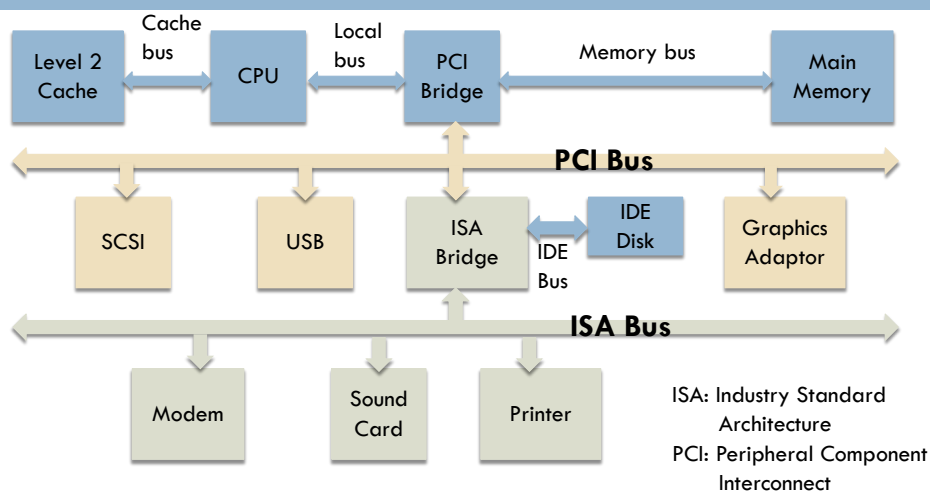 Cache
bus
Local
bus
Memory bus
Level 2
Cache
CPU
PCI
Bridge
Main
Memory
PCI Bus
SCSI
USB
ISA
Bridge
IDE
Bus
IDE
Disk
Graphics
Adaptor
ISA Bus
Modem
Sound
Card
Printer
ISA: Industry Standard
Architecture
PCI: Peripheral Component
Interconnect